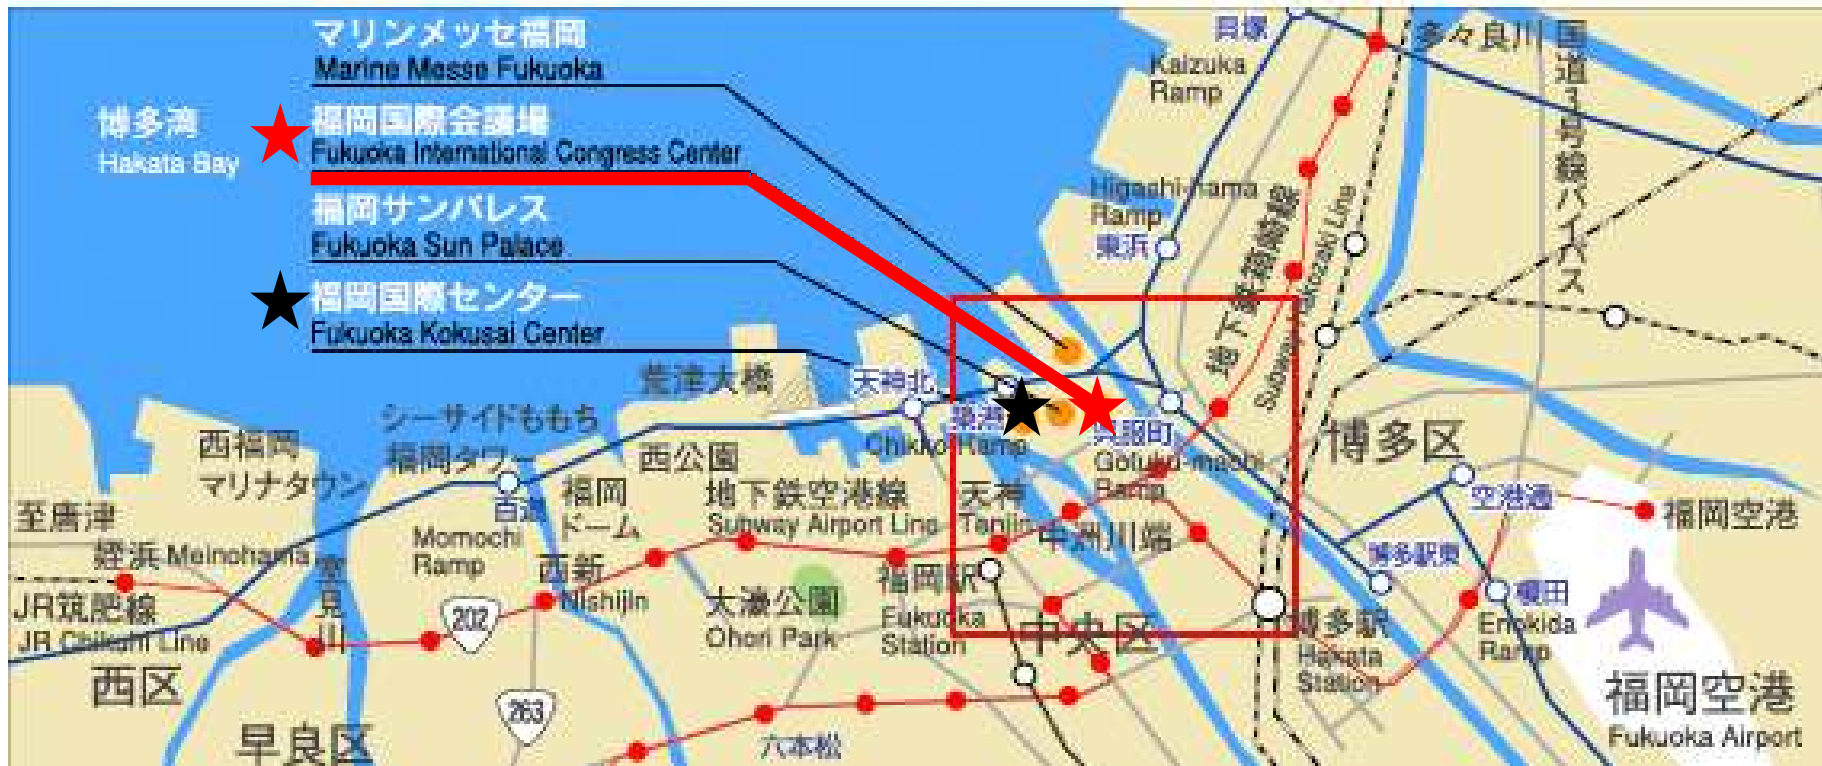 マリンメッセ福岡
Marine Messe Fukuoka
博多湾
Hakata Bay
福岡国際会議場
Fukuoka International Congress Center
福岡サンパレス
Fukuoka Sun Palace
福岡国際センター
Fukuoka Kokusai Center
貝塚
Kaizuka
Ramp
多々良川
国道3号線バイパス
Higashi-hama
Ramp
東浜
地下鉄箱崎線
Subway Hakozaki Line
荒津大橋
天神北
築港
Chikko Ramp
呉服町
Gofuku-machi
Ramp
博多区
シーサイドももち
福岡タワー
西福岡
マリナタウン
西公園
百道
Momochi
Ramp
福岡
ドーム
地下鉄空港線
Subway Airport Line
天神
Tenjin
中洲川端
空港通
福岡空港
至唐津
姪浜 Meinohama
室見川
西新
Nishijin
大濠公園
Ohori Park
福岡駅
Fukuoka
Station
中央区
博多駅東
博多駅
Hakata
Station
榎田
Enokida
Ramp
JR筑肥線
JR Chikuhi Line
202
西区
263
早良区
六本松
福岡空港
Fukuoka Airport